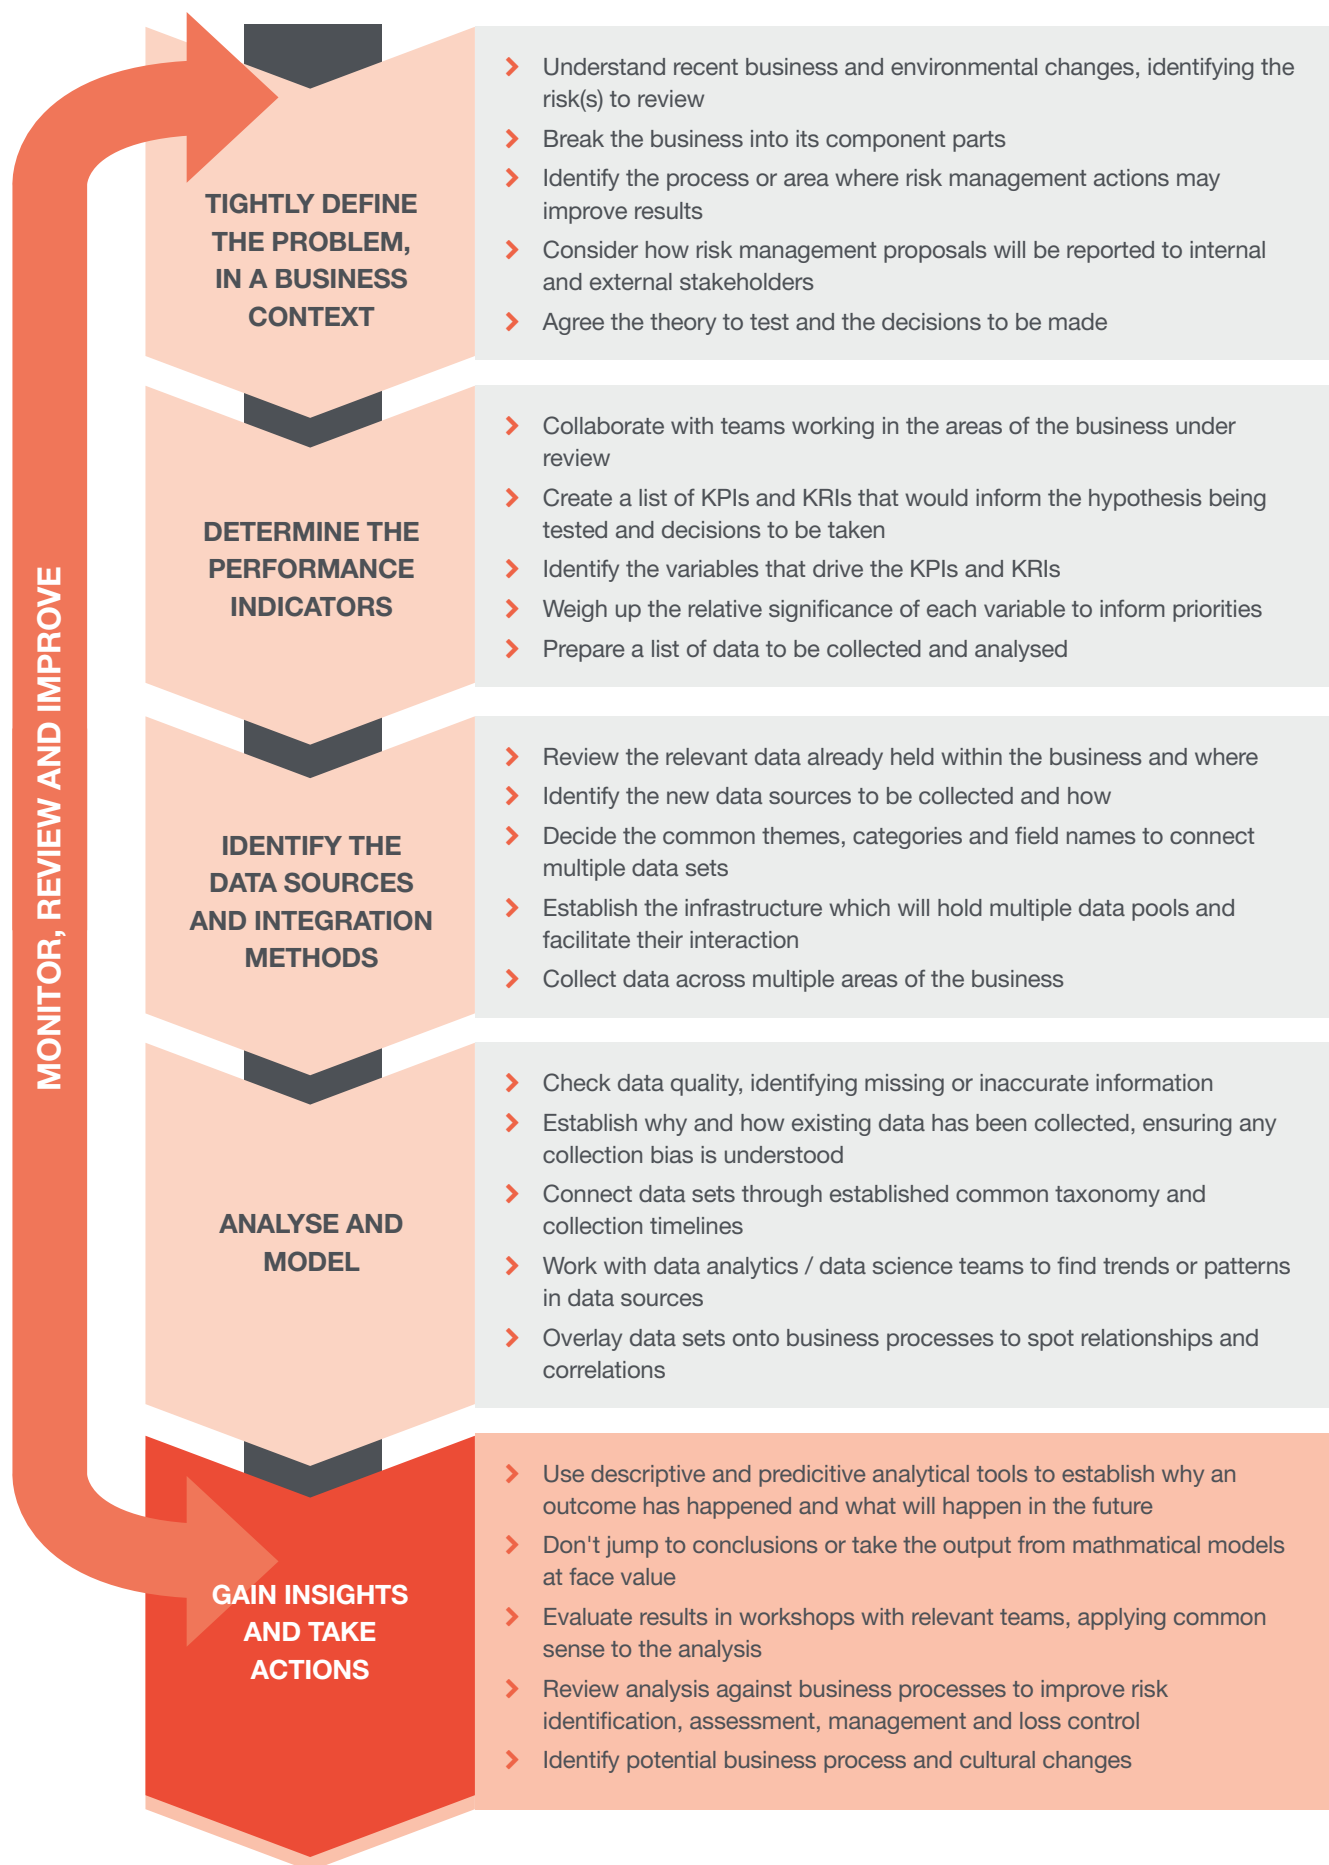 MONITOR, REVIEW AND IMPROVE
TIGHTLY DEFINE
THE PROBLEM,
IN A BUSINESS
CONTEXT
Understand recent business and environmental changes, identifying the
risk(s) to review
Break the business into its component parts
Identify the process or area where risk management actions may
improve results
Consider how risk management proposals will be reported to internal
and external stakeholders
Agree the theory to test and the decisions to be made
DETERMINE THE
PERFORMANCE
INDICATORS
Collaborate with teams working in the areas of the business under
review
Create a list of KPIs and KRIs that would inform the hypothesis being
tested and decisions to be taken
Identify the variables that drive the KPIs and KRIs
Weigh up the relative significance of each variable to inform priorities
Prepare a list of data to be collected and analysed
IDENTIFY THE
DATA SOURCES
AND INTEGRATION
METHODS
Review the relevant data already held within the business and where
Identify the new data sources to be collected and how
Decide the common themes, categories and field names to connect
multiple data sets
Establish the infrastructure which will hold multiple data pools and
facilitate their interaction
Collect data across multiple areas of the business
ANALYSE AND
MODEL
Check data quality, identifying missing or inaccurate information
Establish why and how existing data has been collected, ensuring any
collection bias is understood
Connect data sets through established common taxonomy and
collection timelines
Work with data analytics / data science teams to find trends or patterns
in data sources
Overlay data sets onto business processes to spot relationships and
correlations
GAIN INSIGHTS
AND TAKE
ACTIONS
Use descriptive and predicitive analytical tools to establish why an
outcome has happened and what will happen in the future
Don't jump to conclusions or take the output from mathmatical models
at face value
Evaluate results in workshops with relevant teams, applying common
sense to the analysis
Review analysis against business processes to improve risk
identification, assessment, management and loss control
Identify potential business process and cultural changes